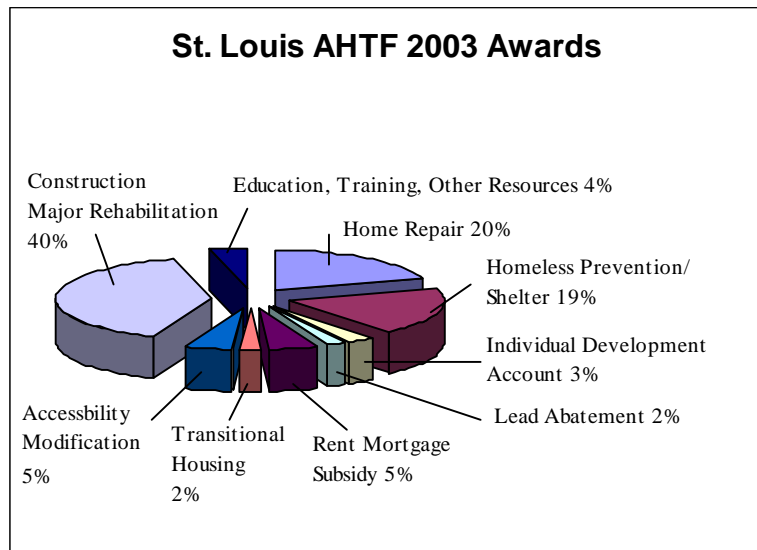 St. Louis AHTF 2003 Awards
Construction
Major Rehabilitation
40%
Education, Training, Other Resources 4%
Home Repair 20%
Homeless Prevention/
Shelter 19%
Individual Development
Account 3%
Lead Abatement 2%
Rent Mortgage
Subsidy 5%
Transitional
Housing
2%
Accessbility
Modification
5%